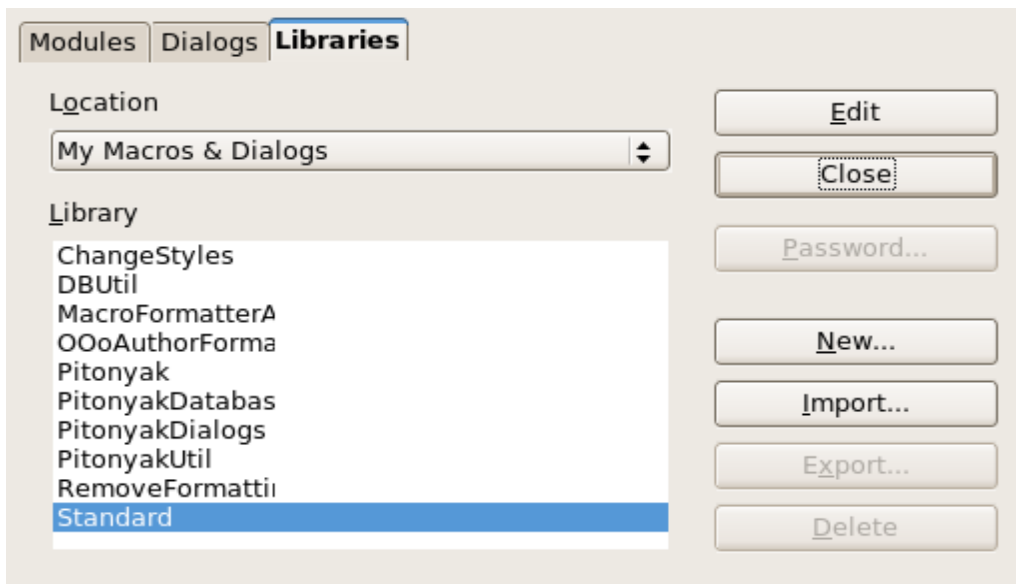 Modules Dialogs Libraries
Location
My Macros & Dialogs
Library
ChangeStyles
DBUtil
MacroFormatterA
OOoAuthorForma
Pitonyak
PitonyakDatabas
PitonyakDialogs
PitonyakUtil
RemoveFormatti
Standard
Edit
Close
Password...
New...
Import...
Export...
Delete